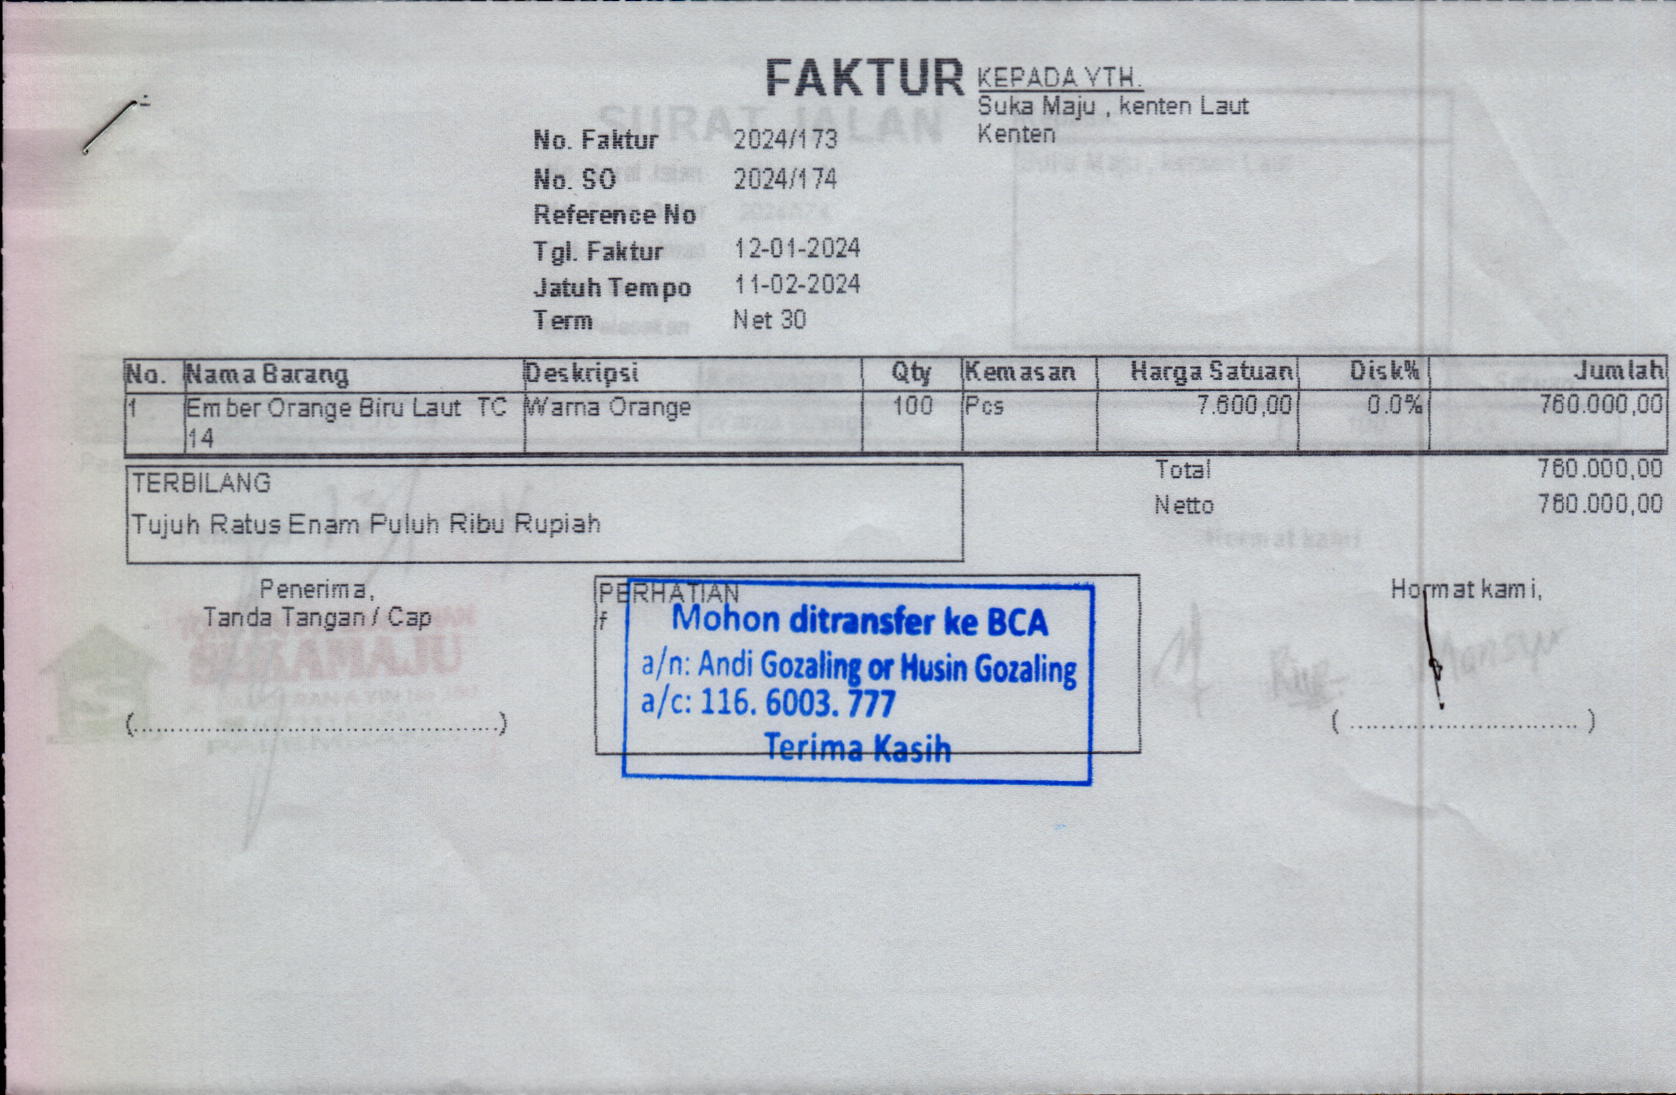 FAKTUR
KEPADA YTH.
Suka Maju , kenten Laut
Kenten
SURAT JALAN
No. Faktur 2024/173
No. SO 2024/174
Reference No
Tgl. Faktur 12-01-2024
Jatuh Tempo 11-02-2024
Term Net 30
No. Nama Barang Deskripsi Qty Kemasan Harga Satuan Disk% Jumlah
1 Ember Orange Biru Laut TC Warna Orange 100 Pcs 7.600,00 0.0% 760.000,00
14
Total 760.000,00
Netto 760.000,00
TERBILANG
Tujuh Ratus Enam Puluh Ribu Rupiah
Penerima,
Tanda Tangan / Cap
(................................................)
PERHATIAN
f
Mohon ditransfer ke BCA
a/n: Andi Gozaling or Husin Gozaling
a/c: 116. 6003. 777
Terima Kasih
Hormat kami,
( ............................. )